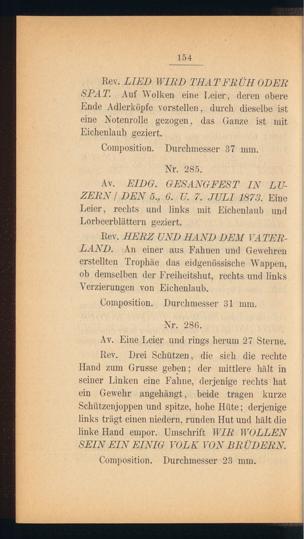 154
Rev. LIED WIRD THAT FRÜH ODER
SPAT. Auf Wolken eine Leier, deren obere
Ende Adlerköpfe vorstellen, durch dieselbe ist
eine Notenrolle gezogen, das Ganze ist mit
Eichenlaub geziert.
Composition. Durchmesser 37 mm.
Nr. 285.
Av. EIDG. GESANGFEST IN LU-
ZERN / DEN 5., 6. U. 7. JULI 1873. Eine
Leier, rechts und links mit Eichenlaub und
Lorbeerblättern geziert.
Rev. HERZ UND HAND DEM VATER-
LAND. An einer aus Fahnen und Gewehren
erstellten Trophäe das eidgenössische Wappen,
ob demselben der Freiheitshut, rechts und links
Verzierungen von Eichenlaub.
Composition. Durchmesser 31 mm.
Nr. 286.
Av. Eine Leier und rings herum 27 Sterne.
Rev. Drei Schützen, die sich die rechte
Hand zum Grusse geben; der mittlere hält in
seiner Linken eine Fahne, derjenige rechts hat
ein Gewehr angehängt, beide tragen kurze
Schützenjoppen und spitze, hohe Hüte; derjenige
links trägt einen niedern, runden Hut und hält die
linke Hand empor. Umschrift WIR WOLLEN
SEIN EIN EINIG VOLK VON BRÜDERN.
Composition. Durchmesser 23 mm.